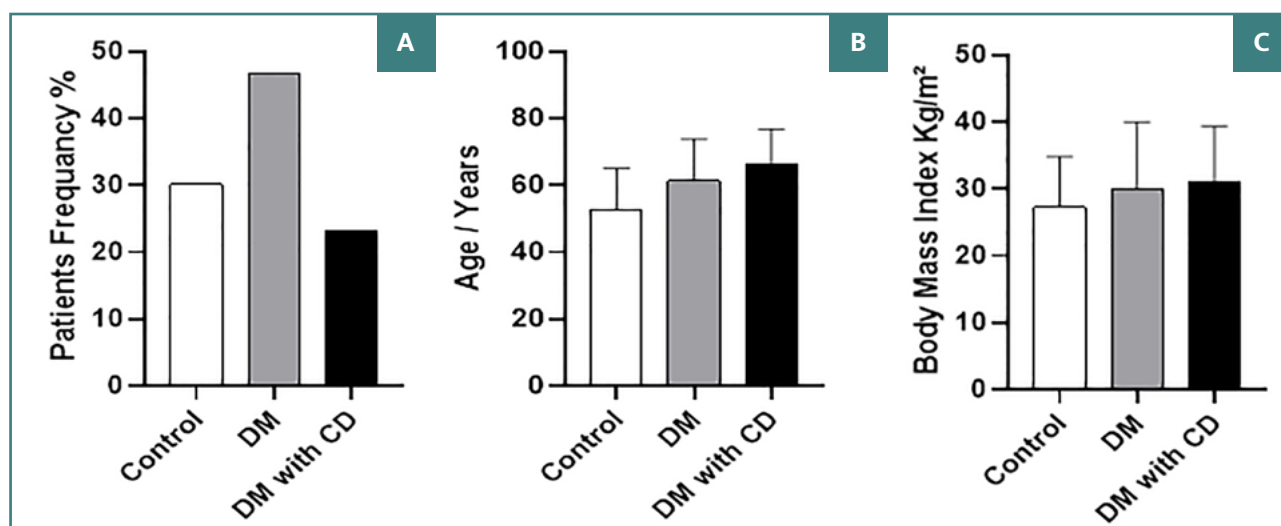 A
Patients Frequancy %
50
40
30
20
10
0
Control
DM
DM with CD
B
Age / Years
100
80
60
40
20
0
Control
DM
DM with CD
C
Body Mass Index Kg/m²
50
40
30
20
10
0
Control
DM
DM with CD